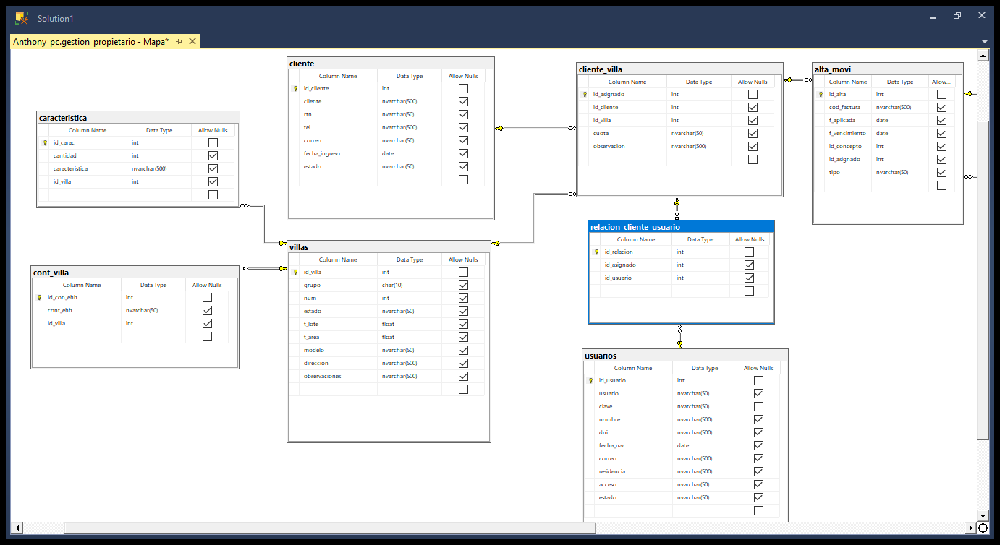 Solution1
Anthony_pc.gestion_propietario - Mapa*
caracteristica
Column Name Data Type Allow Nulls
id_carac int
cantidad int
caracteristica nvarchar(500)
id_villa int
cont_villa
Column Name Data Type Allow Nulls
id_con_ehh int
cont_ehh nvarchar(50)
id_villa int
cliente
Column Name Data Type Allow Nulls
id_cliente int
cliente nvarchar(500)
rtn nvarchar(50)
tel nvarchar(500)
correo nvarchar(50)
fecha_ingreso date
estado nvarchar(50)
villas
Column Name Data Type Allow Nulls
id_villa int
grupo char(10)
num int
estado nvarchar(50)
t_lote float
t_area float
modelo nvarchar(50)
direccion nvarchar(500)
observaciones nvarchar(500)
cliente_villa
Column Name Data Type Allow Nulls
id_asignado int
id_cliente int
id_villa int
cuota nvarchar(50)
observacion nvarchar(500)
relacion_cliente_usuario
Column Name Data Type Allow Nulls
id_relacion int
id_asignado int
id_usuario int
usuarios
Column Name Data Type Allow Nulls
id_usuario int
usuario nvarchar(50)
clave nvarchar(50)
nombre nvarchar(500)
dni nvarchar(500)
fecha_nac date
correo nvarchar(500)
residencia nvarchar(500)
acceso nvarchar(50)
estado nvarchar(50)
alta_movi
Column Name Data Type Allow...
id_alta int
cod_factura nvarchar(500)
f_aplicada date
f_vencimiento date
id_concepto int
id_asignado int
tipo nvarchar(50)